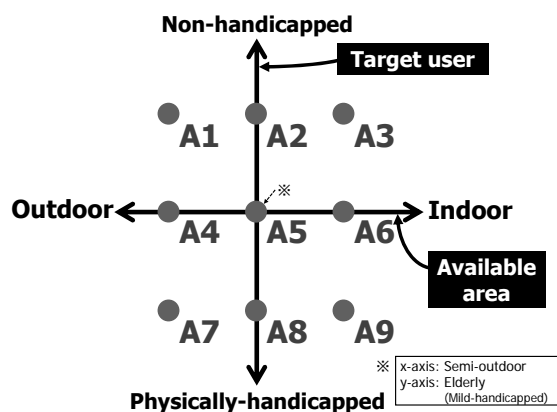 Non-handicapped
Target user
A1 A2 A3
※
Outdoor Indoor
A4 A5 A6
Available
area
A7 A8 A9
※ x-axis: Semi-outdoor
y-axis: Elderly
(Mild-handicapped)
Physically-handicapped